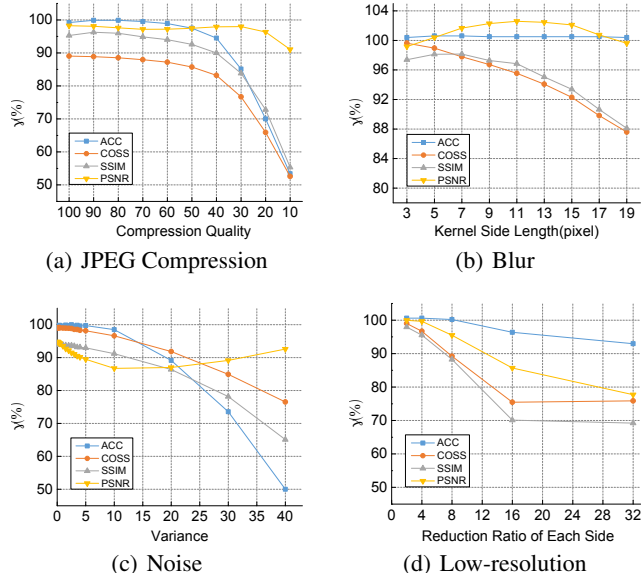 100
90
80
70
60
50
γ(%)
ACC
COSS
SSIM
PSNR
100 90 80 70 60 50 40 30 20 10
Compression Quality
(a) JPEG Compression
104
100
96
92
88
84
80
γ(%)
ACC
COSS
SSIM
PSNR
3 5 7 9 11 13 15 17 19
Kernel Side Length(pixel)
(b) Blur
100
90
80
70
60
50
γ(%)
ACC
COSS
SSIM
PSNR
0 5 10 15 20 25 30 35 40
Variance
(c) Noise
100
90
80
70
60
50
γ(%)
ACC
COSS
SSIM
PSNR
4 8 12 16 20 24 28 32
Reduction Ratio of Each Side
(d) Low-resolution